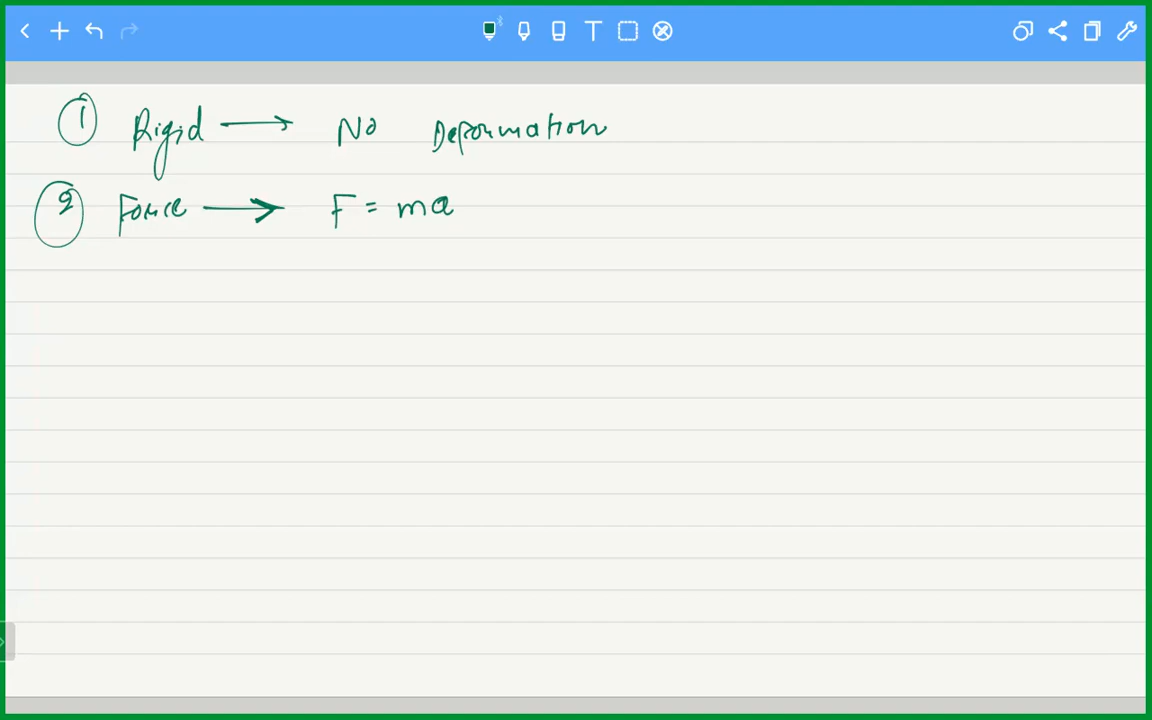 ① Rigid → No Deformation
② Force → F = ma